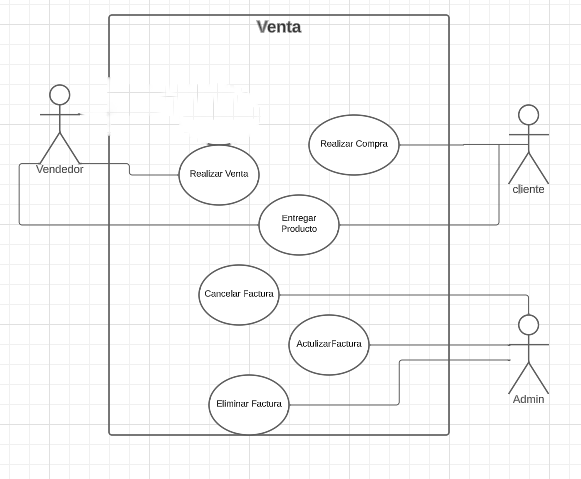 Venta
Vendedor
Realizar Compra
Realizar Venta
cliente
Entregar
Producto
Cancelar Factura
ActulizarFactura
Admin
Eliminar Factura